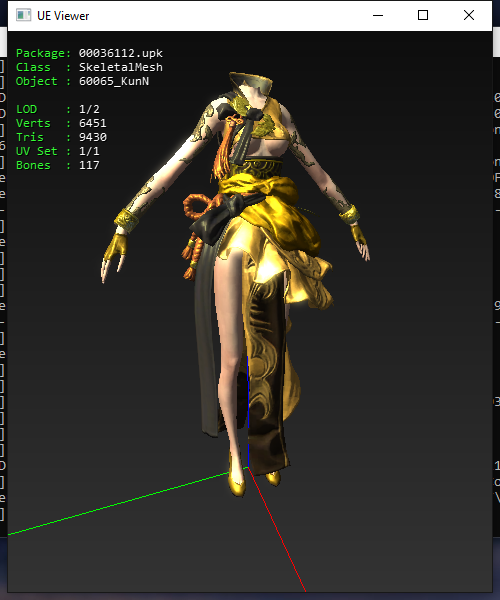 UE Viewer
Package: 00036112.upk
Class : SkeletalMesh
Object : 60065_KunN
LOD : 1/2
Verts : 6451
Tris : 9430
UV Set : 1/1
Bones : 117